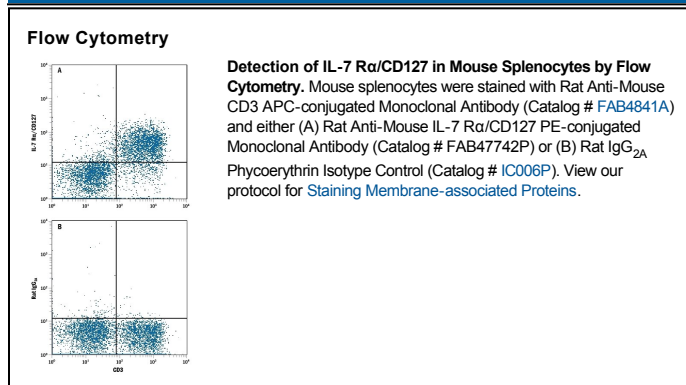 Flow Cytometry
Detection of IL-7 Rα/CD127 in Mouse Splenocytes by Flow
Cytometry. Mouse splenocytes were stained with Rat Anti-Mouse
CD3 APC-conjugated Monoclonal Antibody (Catalog # FAB4841A)
and either (A) Rat Anti-Mouse IL-7 Rα/CD127 PE-conjugated
Monoclonal Antibody (Catalog # FAB47742P) or (B) Rat IgG2A
Phycoerythrin Isotype Control (Catalog # IC006P). View our
protocol for Staining Membrane-associated Proteins.
A
IL-7 Rα/CD127
B
Rat IgG2A
CD3